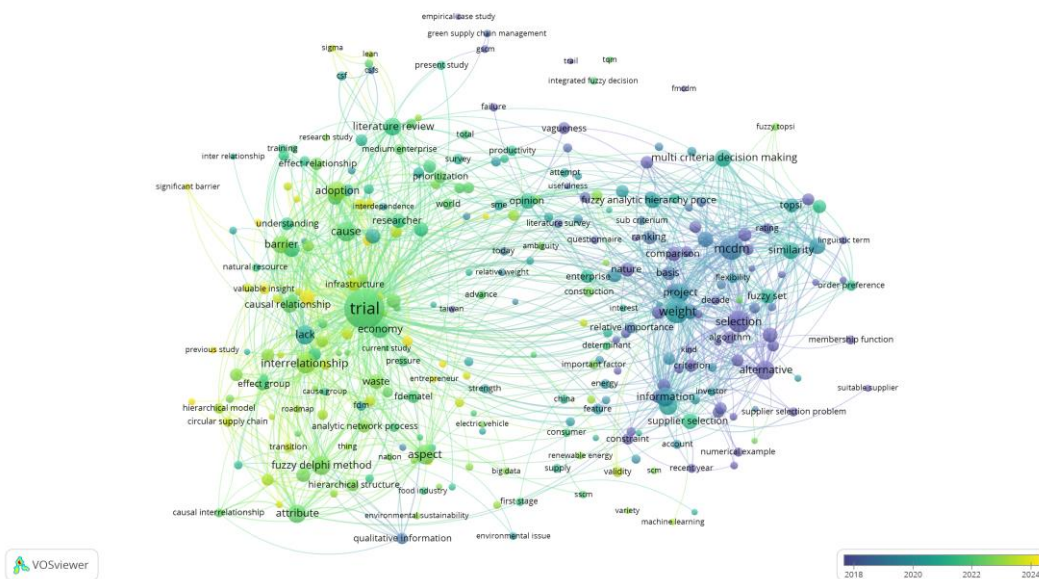 empirical case study
green supply chain management
sigma
lean
gscm
csf
csfs
present study
trail
tqm
integrated fuzzy decision
fmcdm
failure
literature review
vagueness
total
fuzzy topsi
research study
training
medium enterprise
survey
productivity
inter relationship
effect relationship
multi criteria decision making
prioritization
attempt
significant barrier
adoption
usefulness
world
opinion
fuzzy analytic hierarchy proce
interdependence
sme
topsi
understanding
researcher
literature survey
sub criterium
rating
cause
questionnaire
ranking
linguistic term
barrier
today
ambiguity
comparison
mcdm
similarity
natural resource
nature
basis
relative weight
enterprise
flexibility
valuable insight
infrastructure
project
order preference
causal relationship
advance
construction
decade
fuzzy set
trial
taiwan
interest
weight
selection
economy
relative importance
lack
algorithm
membership function
previous study
current study
determinant
kind
interrelationship
pressure
important factor
criterion
alternative
effect group
waste
entrepreneur
energy
cause group
strength
investor
suitable supplier
hierarchical model
roadmap
fdm
fdematel
china
information
feature
circular supply chain
analytic network process
electric vehicle
supplier selection
supplier selection problem
consumer
transition
thing
constraint
account
aspect
renewable energy
numerical example
nation
fuzzy delphi method
big data
supply
validity
scm
recent year
hierarchical structure
food industry
first stage
sscm
causal interrelationship
attribute
environmental sustainability
variety
machine learning
qualitative information
environmental issue
VOSviewer
2018
2020
2022
2024